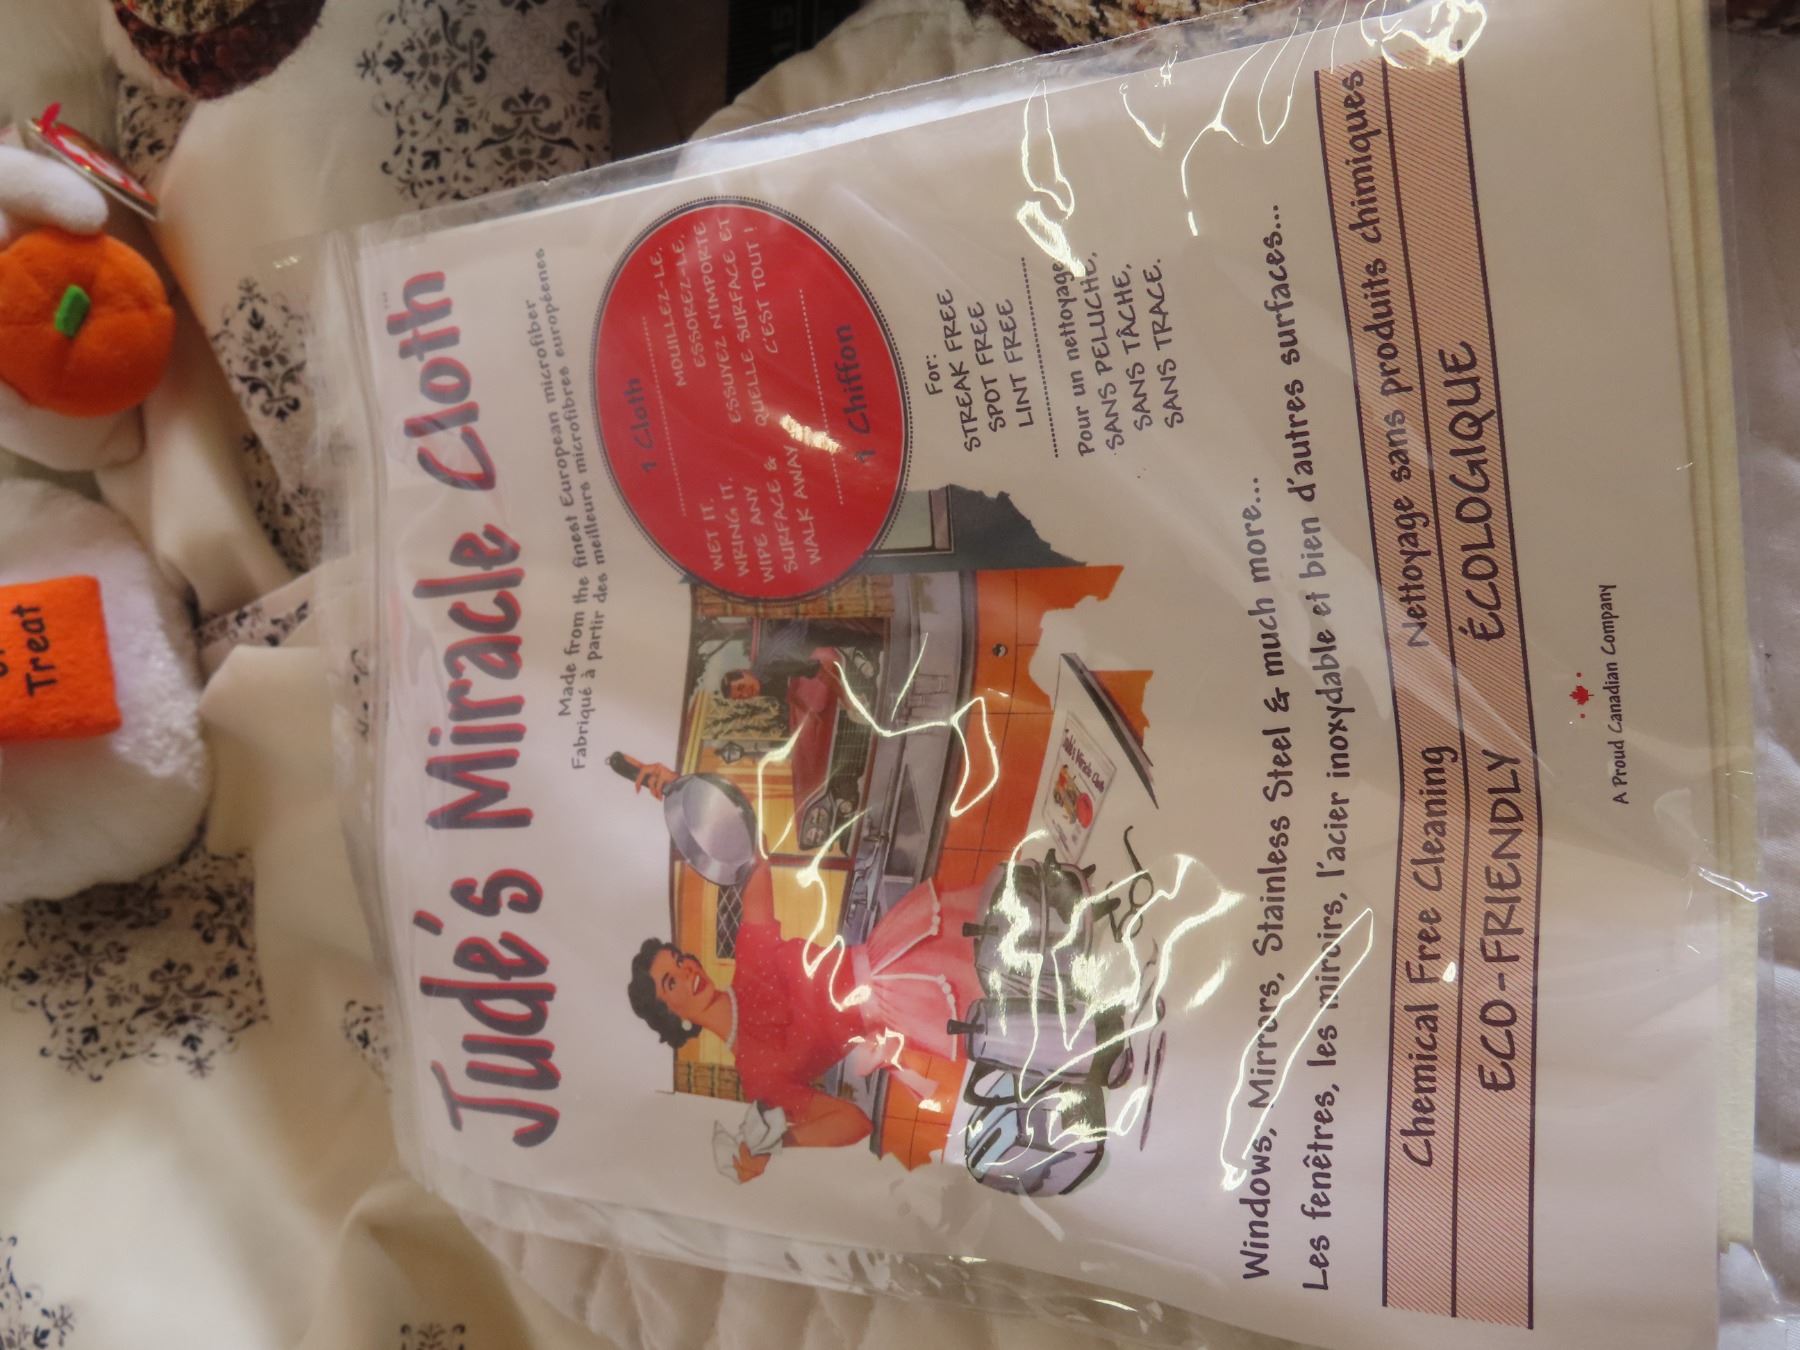 Jude's Miracle Cloth
Made from the finest European microfiber
Fabriqué à partir des meilleurs microfibres européenes
1 Cloth
WET IT.
WRING IT.
WIPE ANY
SURFACE &
WALK AWAY
MOUILLEZ-LE.
ESSOREZ-LE,
ESSUYEZ N'IMPORTE
QUELLE SURFACE ET
C'EST TOUT !
1 Chiffon
For:
STREAK FREE
SPOT FREE
LINT FREE
Pour un nettoyage
SANS PELUCHE,
SANS TÂCHE,
SANS TRACE.
Jude's Miracle Cloth
Windows, Mirrors, Stainless Steel & much more...
Les fenêtres, les miroirs, l'acier inoxydable et bien d'autres surfaces...
Chemical Free Cleaning
Nettoyage sans produits chimiques
ECO-FRIENDLY
ÉCOLOGIQUE
A Proud Canadian Company
Treat